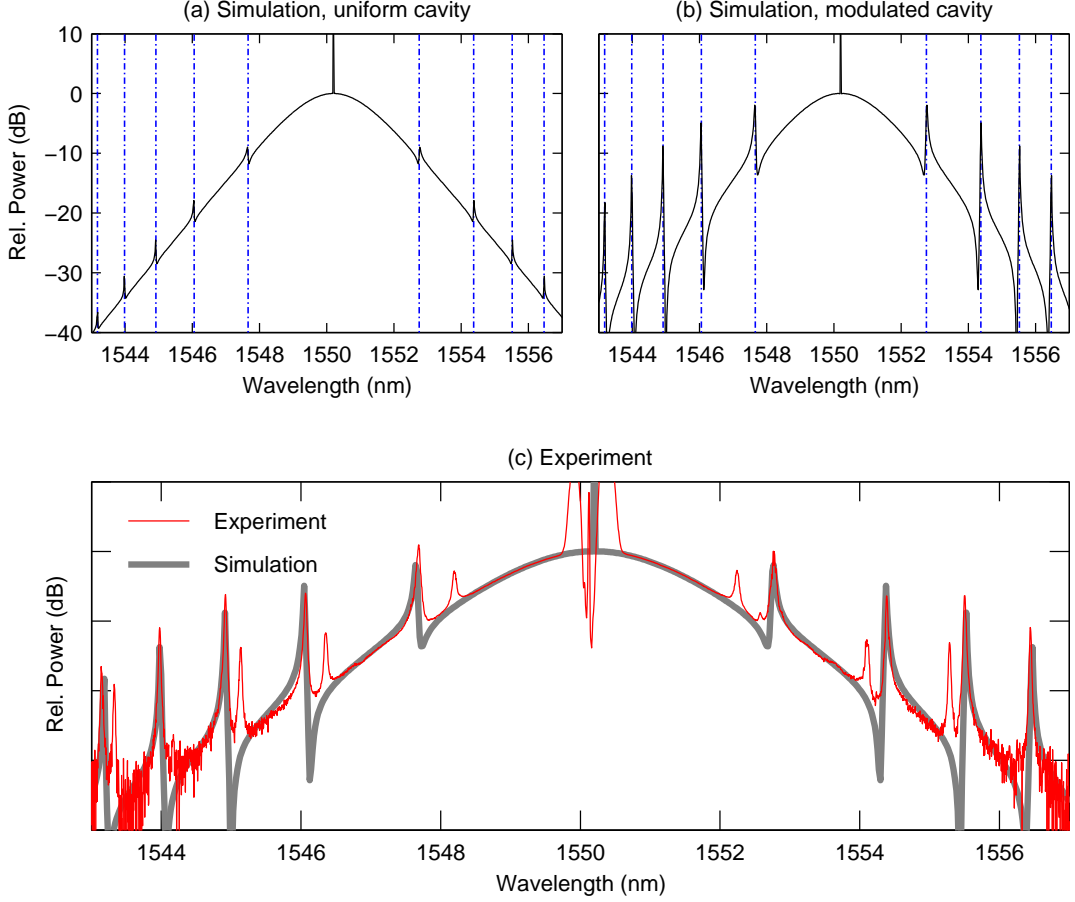 (a) Simulation, uniform cavity
(b) Simulation, modulated cavity
Rel. Power (dB)
10
0
−10
−20
−30
−40
1544 1546 1548 1550 1552 1554 1556
Wavelength (nm)
1544 1546 1548 1550 1552 1554 1556
Wavelength (nm)
(c) Experiment
Rel. Power (dB)
Experiment
Simulation
1544 1546 1548 1550 1552 1554 1556
Wavelength (nm)